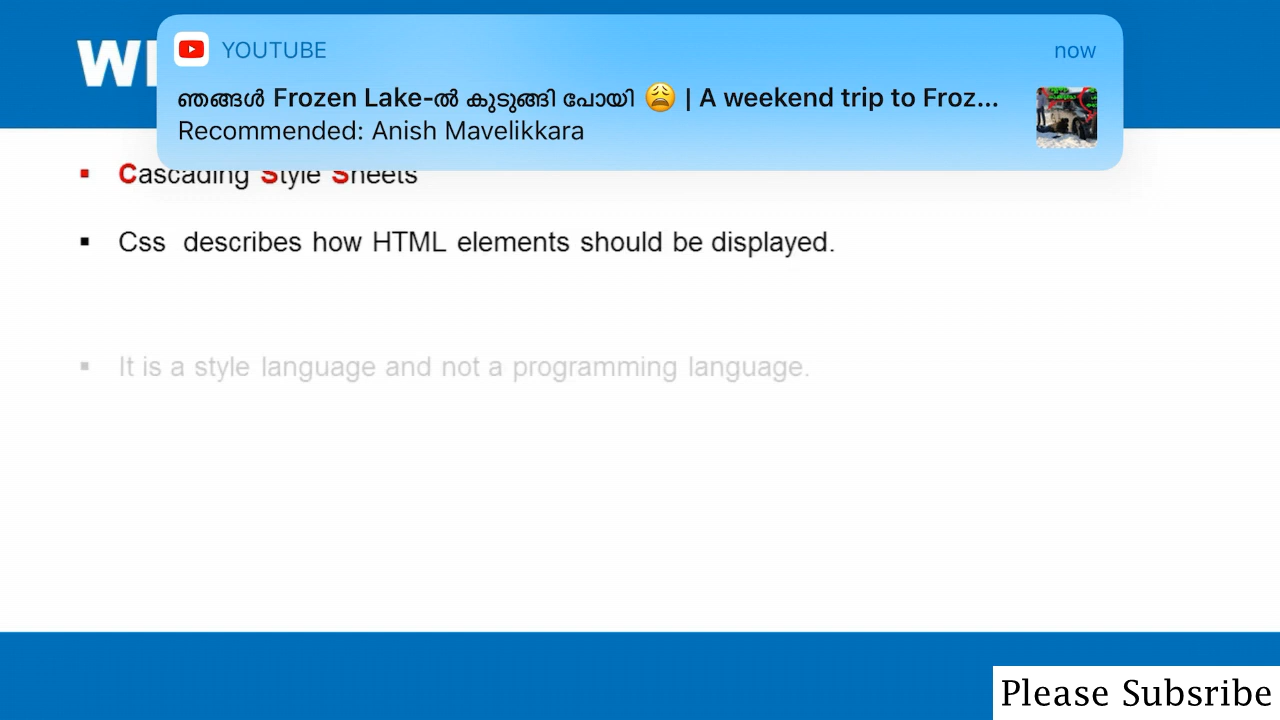 YOUTUBE now
ഞങ്ങൾ Frozen Lake-ൽ കുടുങ്ങി പോയി 😩 | A weekend trip to Froz...
Recommended: Anish Mavelikkara
▪ Cascading Style Sheets
▪ Css describes how HTML elements should be displayed.
▪ It is a style language and not a programming language.
Please Subsribe